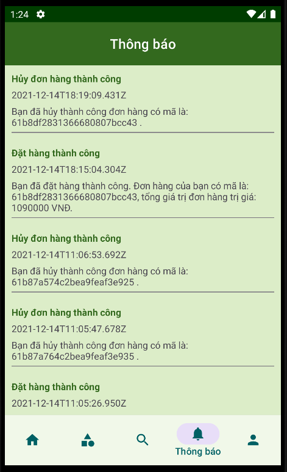 1:24
Thông báo
Hủy đơn hàng thành công
2021-12-14T18:19:09.431Z
Bạn đã hủy thành công đơn hàng có mã là:
61b8df2831366680807bcc43 .
Đặt hàng thành công
2021-12-14T18:15:04.304Z
Bạn đã đặt hàng thành công. Đơn hàng của bạn có mã là:
61b8df2831366680807bcc43, tổng giá trị đơn hàng trị giá:
1090000 VNĐ.
Hủy đơn hàng thành công
2021-12-14T11:06:53.692Z
Bạn đã hủy thành công đơn hàng có mã là:
61b87a574c2bea9feaf3e925 .
Hủy đơn hàng thành công
2021-12-14T11:05:47.678Z
Bạn đã hủy thành công đơn hàng có mã là:
61b87a764c2bea9feaf3e935 .
Đặt hàng thành công
2021-12-14T11:05:26.950Z
Thông báo